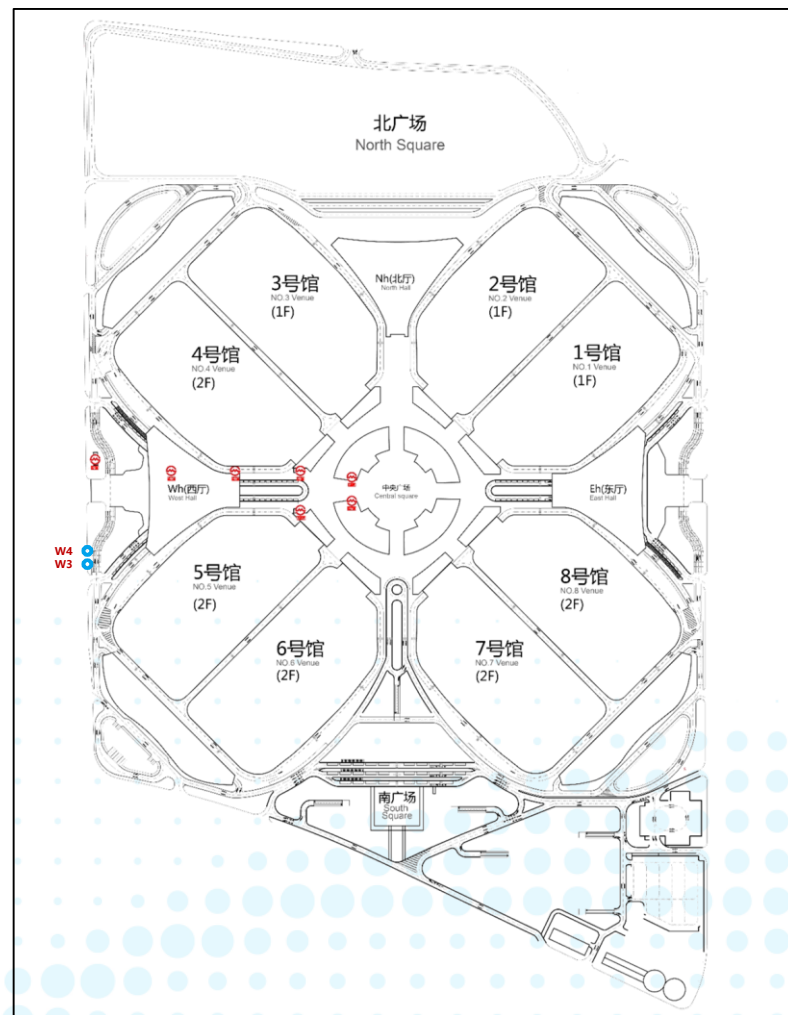 北广场
North Square
Nh(北厅)
North Hall
3号馆
NO.3 Venue
(1F)
2号馆
NO.2 Venue
(1F)
4号馆
NO.4 Venue
(2F)
1号馆
NO.1 Venue
(1F)
Wh(西厅)
West Hall
中央广场
Central square
Eh(东厅)
East Hall
W4
W3
5号馆
NO.5 Venue
(2F)
8号馆
NO.8 Venue
(2F)
6号馆
NO.6 Venue
(2F)
7号馆
NO.7 Venue
(2F)
南广场
South
Square